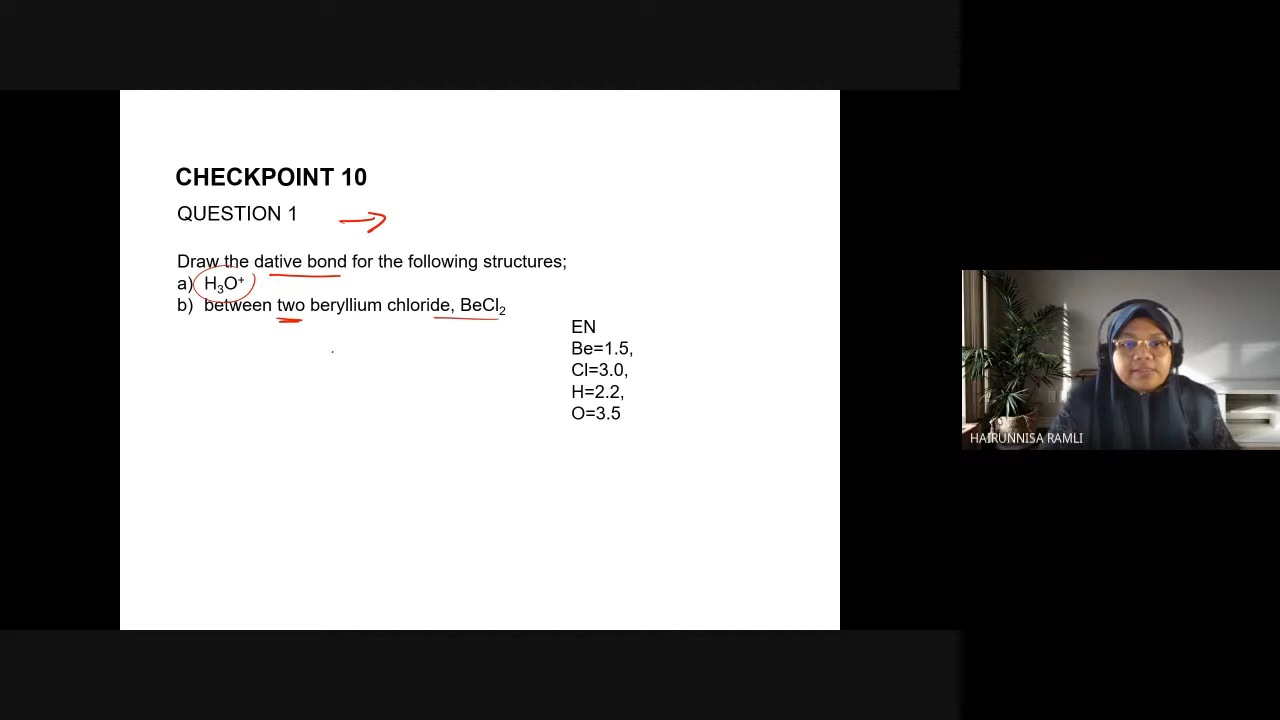 CHECKPOINT 10
QUESTION 1
Draw the dative bond for the following structures;
a) H₃O⁺
b) between two beryllium chloride, BeCl₂
EN
Be=1.5,
Cl=3.0,
H=2.2,
O=3.5
HAIRUNNISA RAMLI